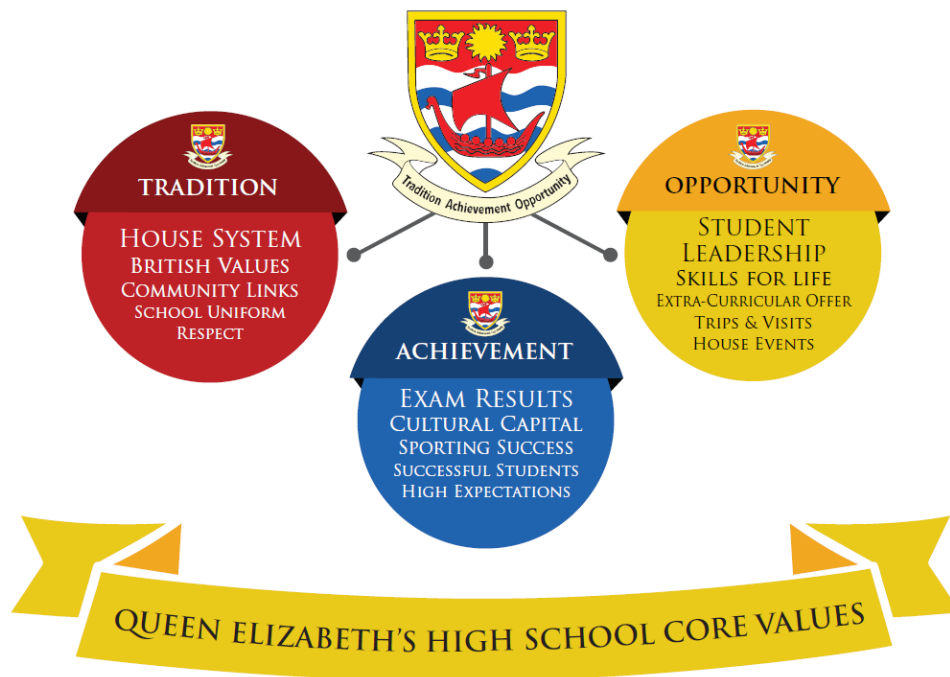 Tradition Achievement Opportunity
TRADITION
HOUSE SYSTEM
BRITISH VALUES
COMMUNITY LINKS
SCHOOL UNIFORM
RESPECT
ACHIEVEMENT
EXAM RESULTS
CULTURAL CAPITAL
SPORTING SUCCESS
SUCCESSFUL STUDENTS
HIGH EXPECTATIONS
OPPORTUNITY
STUDENT
LEADERSHIP
SKILLS FOR LIFE
EXTRA-CURRICULAR OFFER
TRIPS & VISITS
HOUSE EVENTS
QUEEN ELIZABETH'S HIGH SCHOOL CORE VALUES